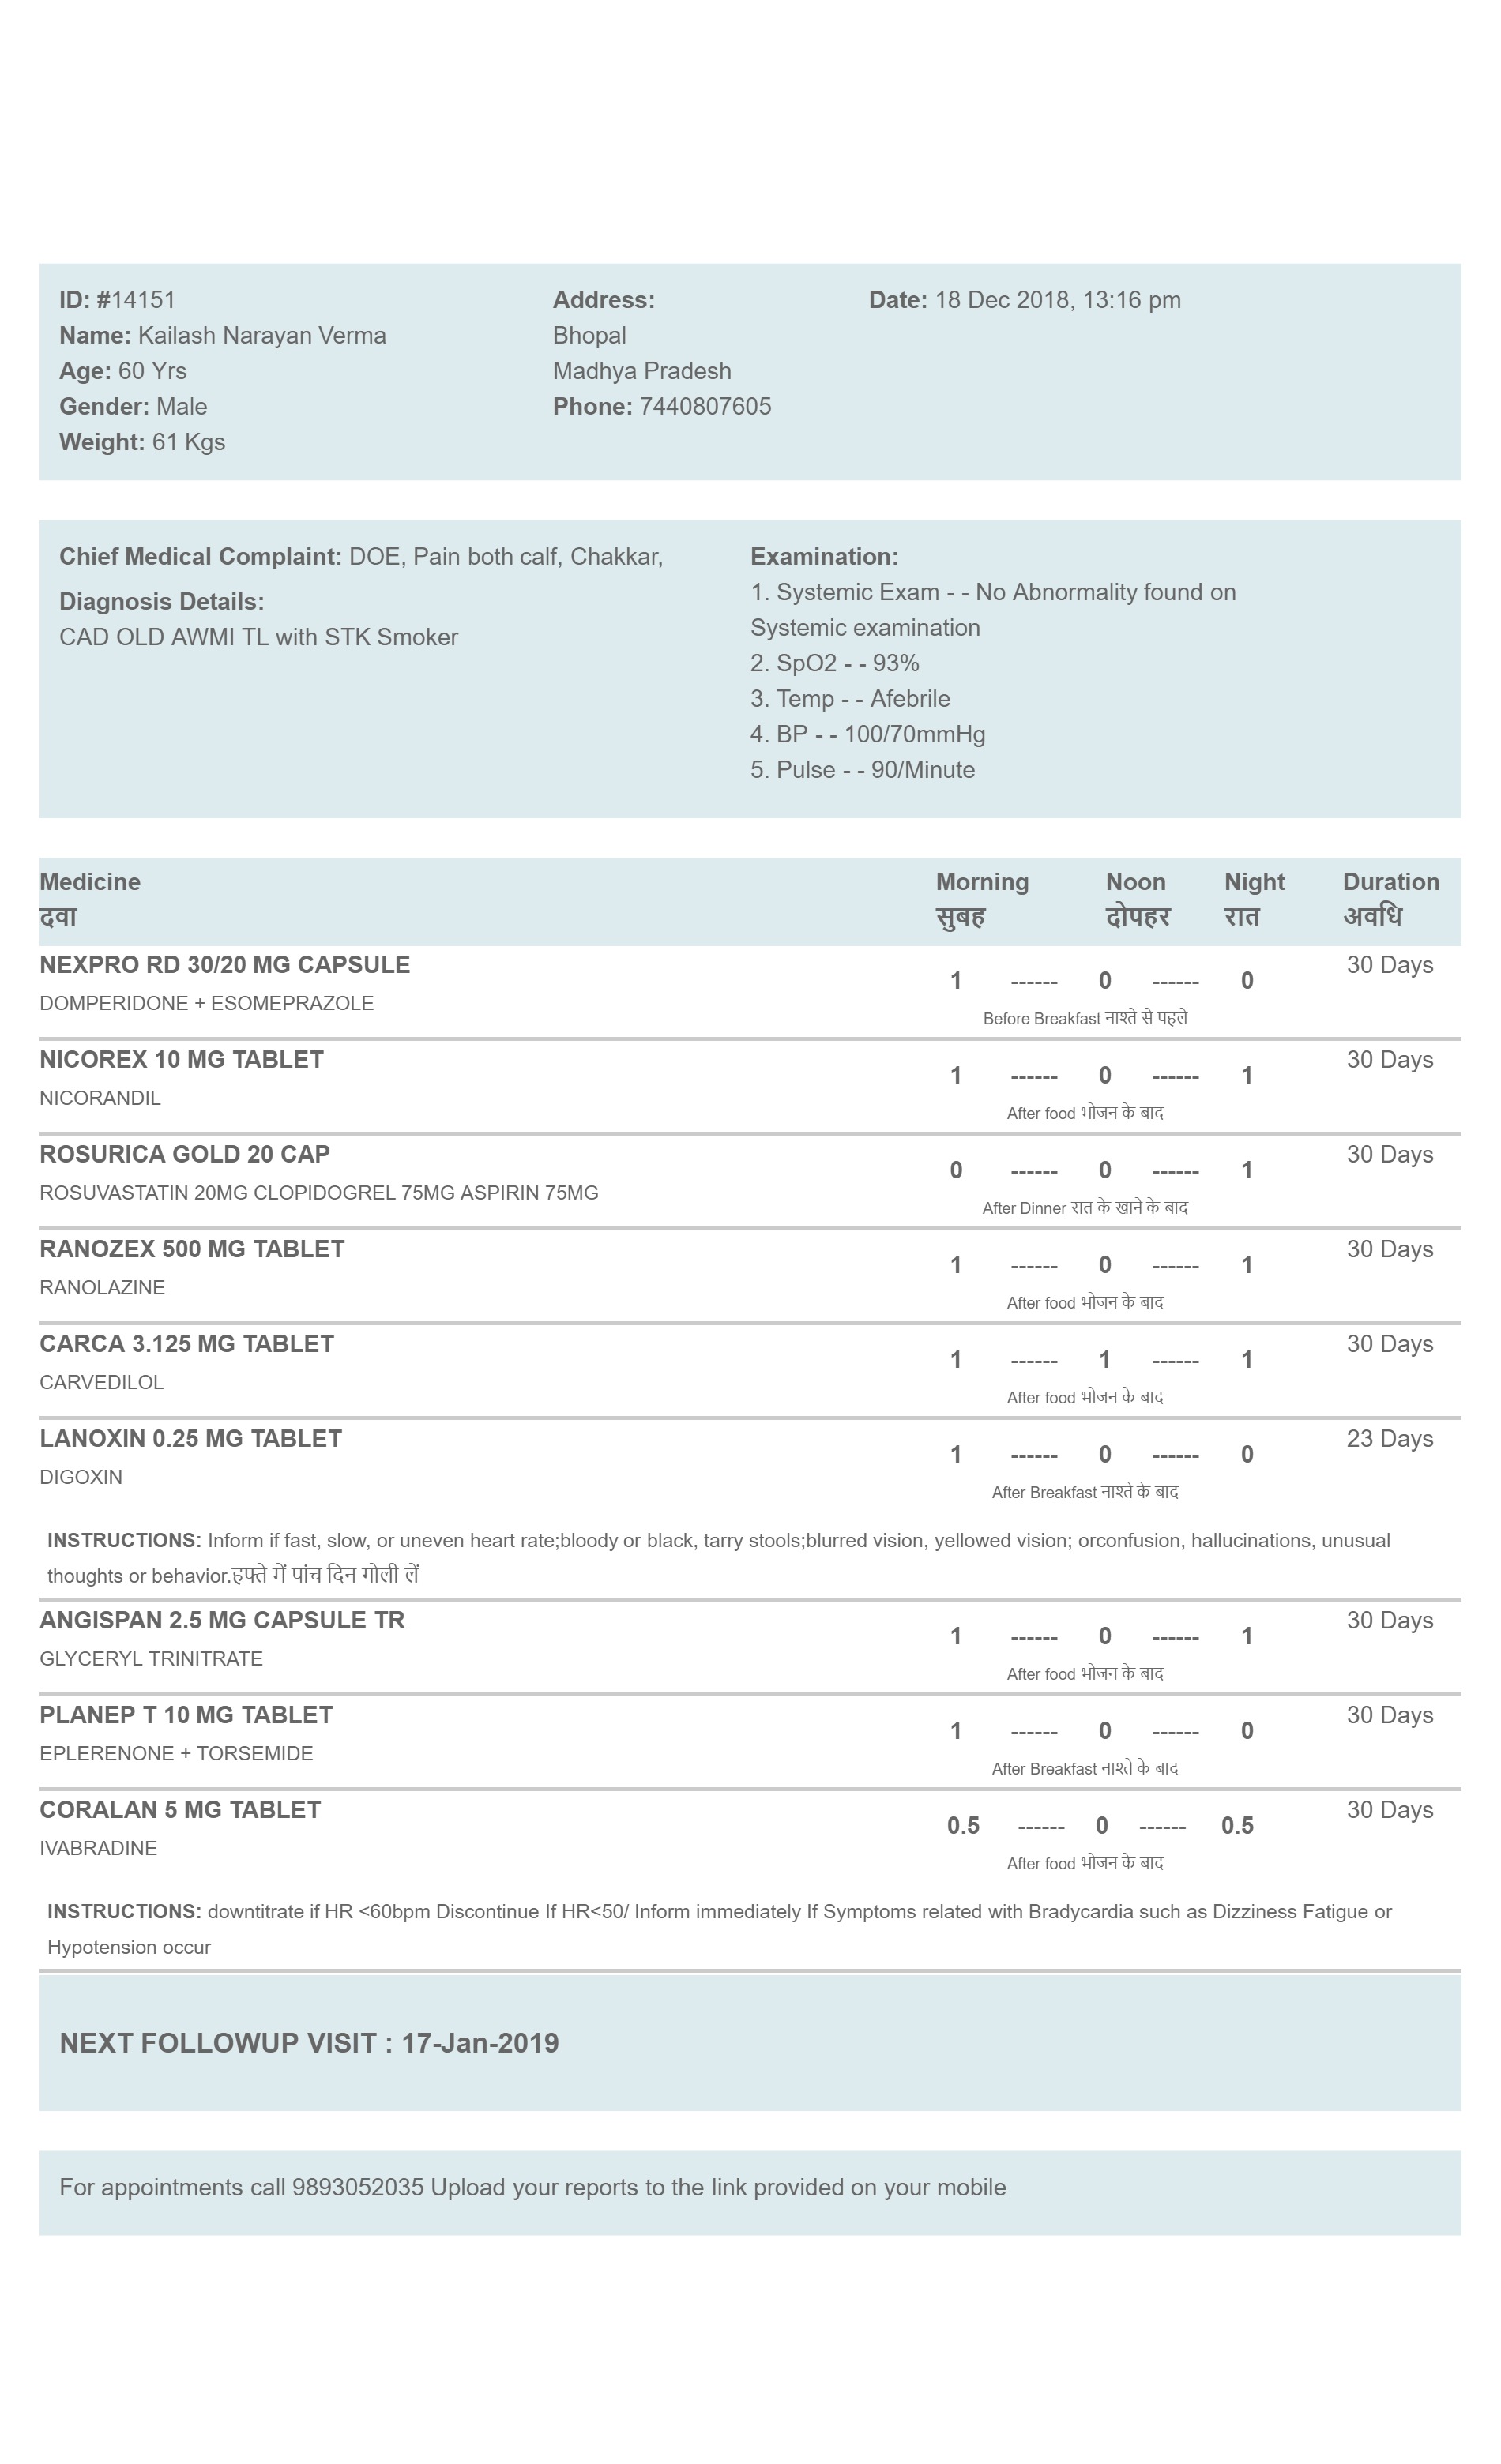 ID: #14151
Name: Kailash Narayan Verma
Age: 60 Yrs
Gender: Male
Weight: 61 Kgs
Address:
Bhopal
Madhya Pradesh
Phone: 7440807605
Date: 18 Dec 2018, 13:16 pm
Chief Medical Complaint: DOE, Pain both calf, Chakkar,
Diagnosis Details:
CAD OLD AWMI TL with STK Smoker
Examination:
1. Systemic Exam - - No Abnormality found on
Systemic examination
2. SpO2 - - 93%
3. Temp - - Afebrile
4. BP - - 100/70mmHg
5. Pulse - - 90/Minute
Medicine Morning Noon Night Duration
दवा सुबह दोपहर रात अवधि
NEXPRO RD 30/20 MG CAPSULE 30 Days
1 ------ 0 ------ 0
DOMPERIDONE + ESOMEPRAZOLE
Before Breakfast नाश्ते से पहले
NICOREX 10 MG TABLET 30 Days
1 ------ 0 ------ 1
NICORANDIL
After food भोजन के बाद
ROSURICA GOLD 20 CAP 30 Days
0 ------ 0 ------ 1
ROSUVASTATIN 20MG CLOPIDOGREL 75MG ASPIRIN 75MG
After Dinner रात के खाने के बाद
RANOZEX 500 MG TABLET 30 Days
1 ------ 0 ------ 1
RANOLAZINE
After food भोजन के बाद
CARCA 3.125 MG TABLET 30 Days
1 ------ 1 ------ 1
CARVEDILOL
After food भोजन के बाद
LANOXIN 0.25 MG TABLET 23 Days
1 ------ 0 ------ 0
DIGOXIN
After Breakfast नाश्ते के बाद
INSTRUCTIONS: Inform if fast, slow, or uneven heart rate;bloody or black, tarry stools;blurred vision, yellowed vision; orconfusion, hallucinations, unusual
thoughts or behavior.हफ्ते में पांच दिन गोली लें
ANGISPAN 2.5 MG CAPSULE TR 30 Days
1 ------ 0 ------ 1
GLYCERYL TRINITRATE
After food भोजन के बाद
PLANEP T 10 MG TABLET 30 Days
1 ------ 0 ------ 0
EPLERENONE + TORSEMIDE
After Breakfast नाश्ते के बाद
CORALAN 5 MG TABLET 30 Days
0.5 ------ 0 ------ 0.5
IVABRADINE
After food भोजन के बाद
INSTRUCTIONS: downtitrate if HR <60bpm Discontinue If HR<50/ Inform immediately If Symptoms related with Bradycardia such as Dizziness Fatigue or
Hypotension occur
NEXT FOLLOWUP VISIT : 17-Jan-2019
For appointments call 9893052035 Upload your reports to the link provided on your mobile